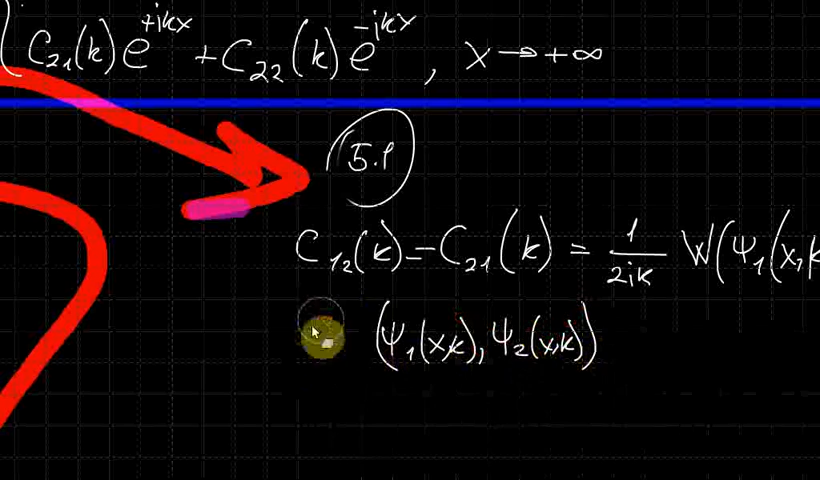 ( C₂₁(k) e^{+ikx} + C₂₂(k) e^{-ikx} , x → +∞
5.1
C₁₂(k) = C₂₁(k) = 1/2ik W(Ψ₁(x,k
(Ψ₁(x,k), Ψ₂(x,k))